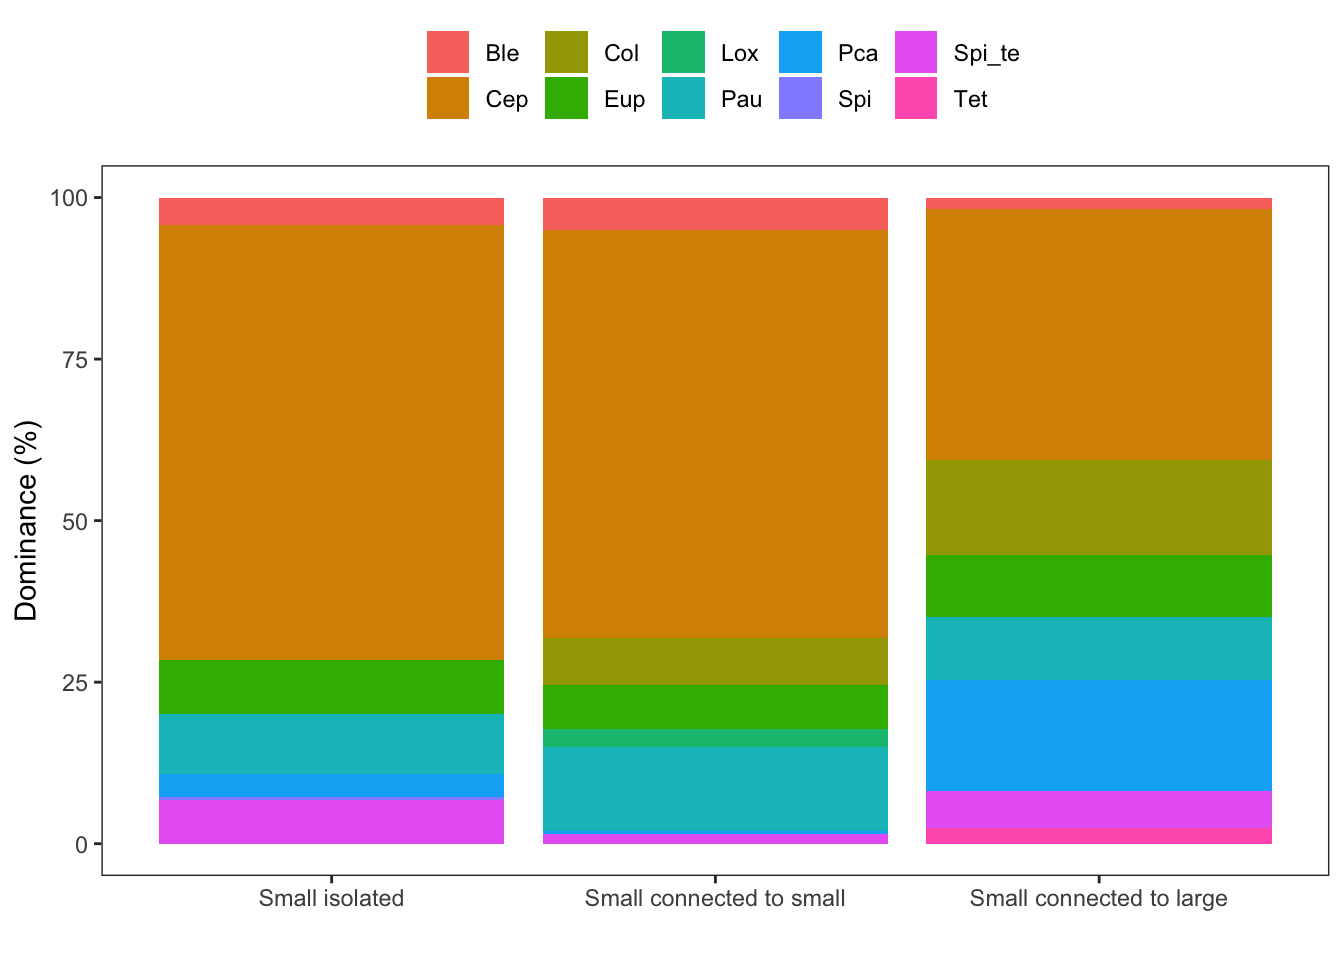 Ble Col Lox Pca Spi_te
Cep Eup Pau Spi Tet
Dominance (%)
100
75
50
25
0
Small isolated Small connected to small Small connected to large